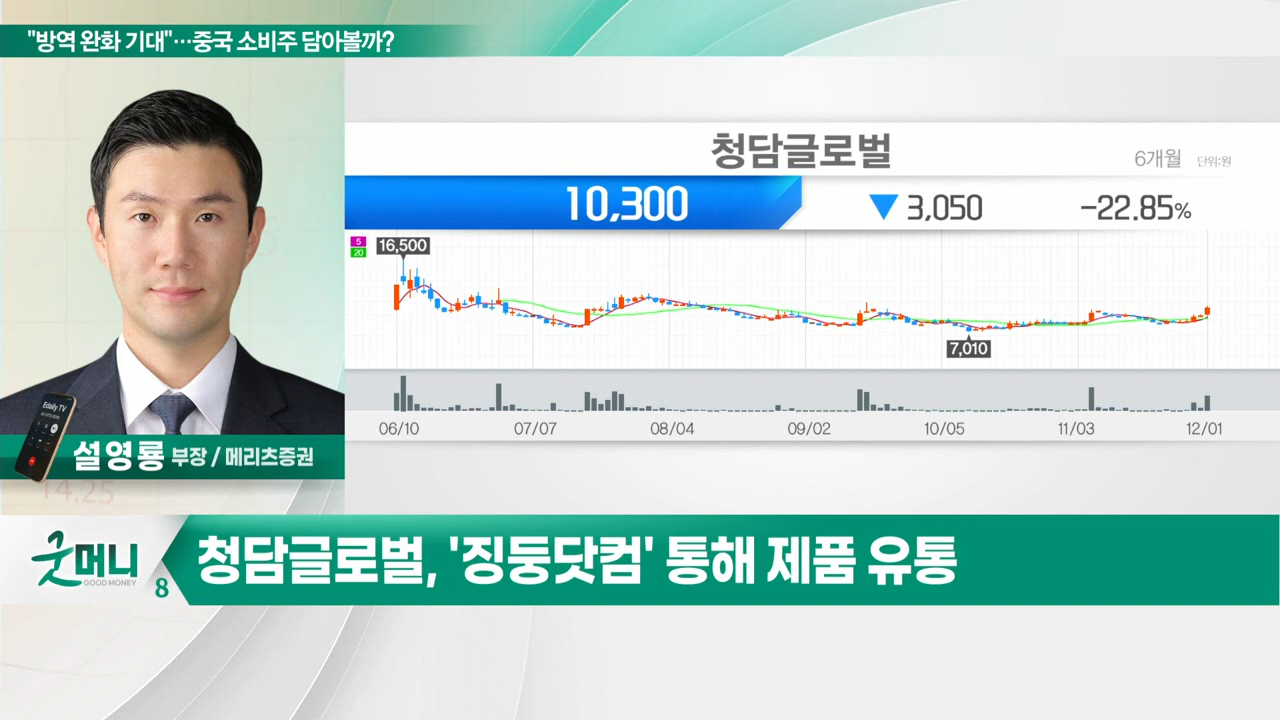 "방역 완화 기대"…중국 소비주 담아볼까?
청담글로벌
6개월 단위:원
10,300 ▼ 3,050 -22.85%
5
20
16,500
7,010
06/10 07/07 08/04 09/02 10/05 11/03 12/01
Edaily TV
설영룡 부장 / 메리츠증권
14.25
굿머니
GOOD MONEY
8
청담글로벌, '징둥닷컴' 통해 제품 유통